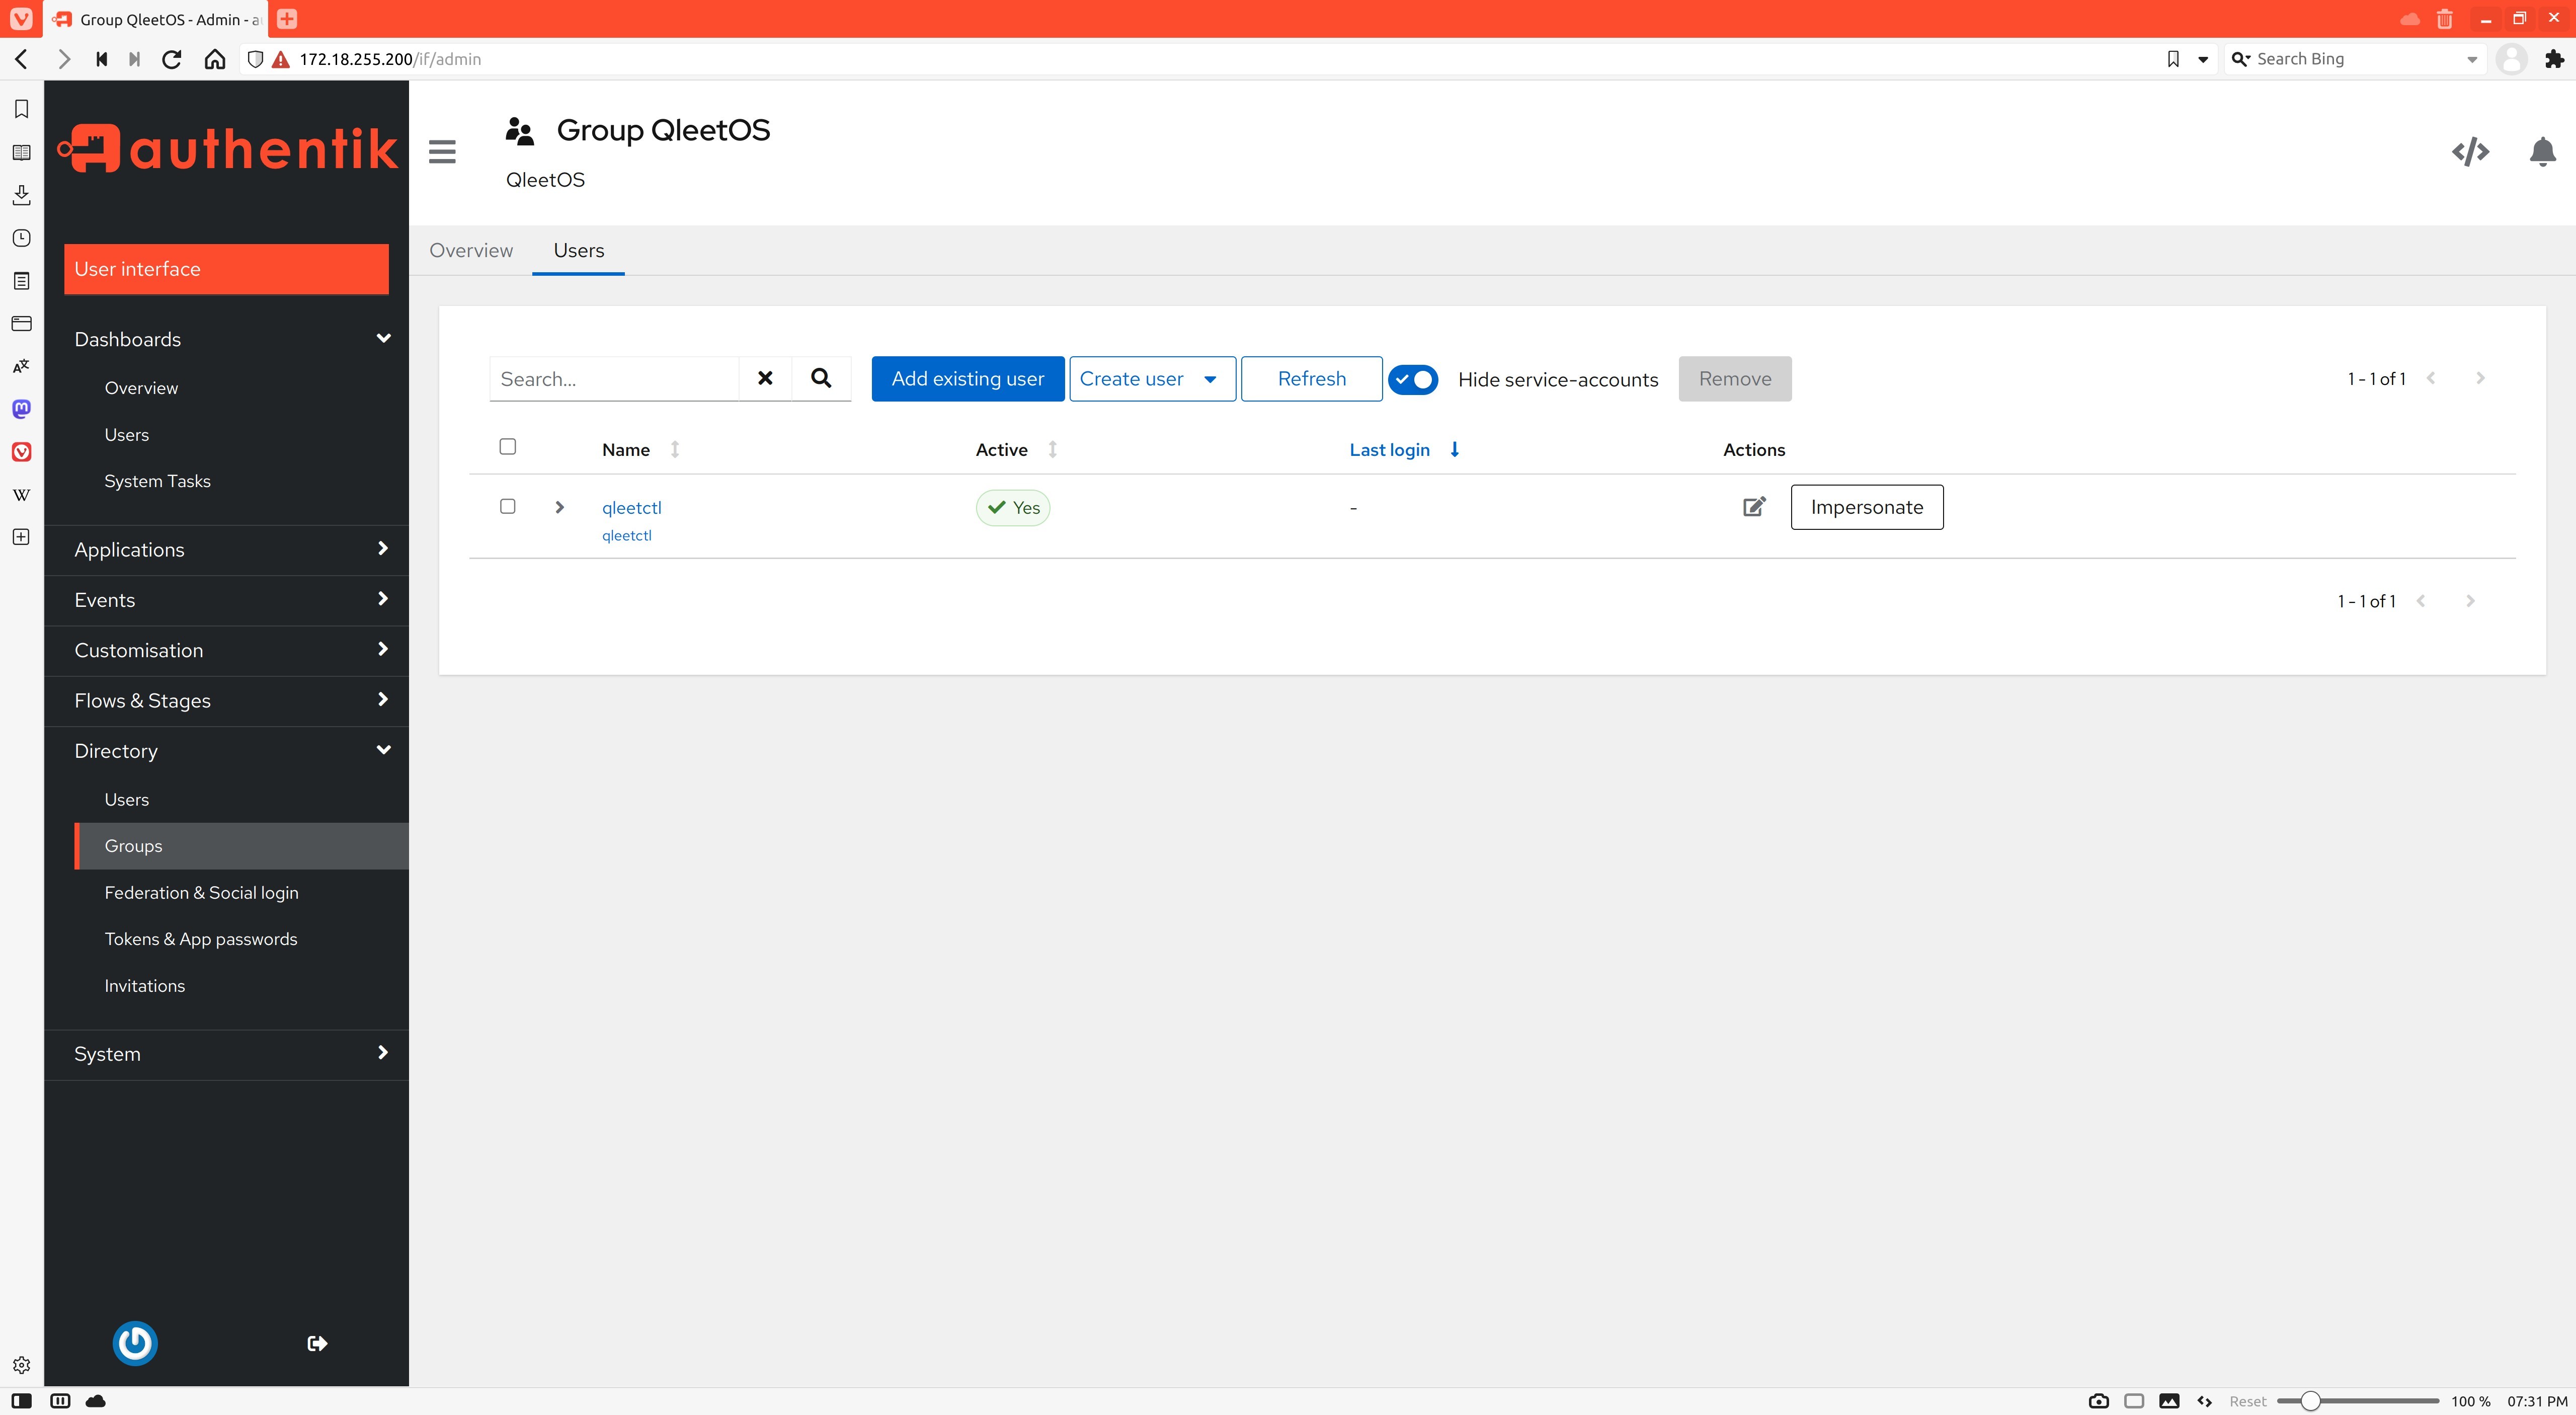 Group QleetOS - Admin - a
172.18.255.200/if/admin
Search Bing
authentik
User interface
Dashboards
Overview
Users
System Tasks
Applications
Events
Customisation
Flows & Stages
Directory
Users
Groups
Federation & Social login
Tokens & App passwords
Invitations
System
Group QleetOS
QleetOS
Overview Users
Search... Add existing user Create user Refresh Hide service-accounts Remove 1 - 1 of 1
Name Active Last login Actions
qleetctl Yes - Impersonate
qleetctl
1 - 1 of 1
Reset 100 % 07:31 PM